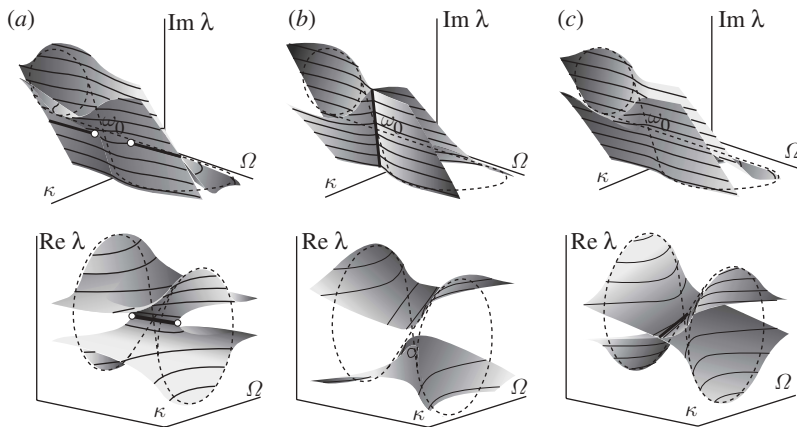 (a) Im λ (b) Im λ (c) Im λ
ω0 ω0 ω0
Ω Ω Ω
κ κ κ
Re λ Re λ Re λ
α
Ω Ω Ω
κ κ κ